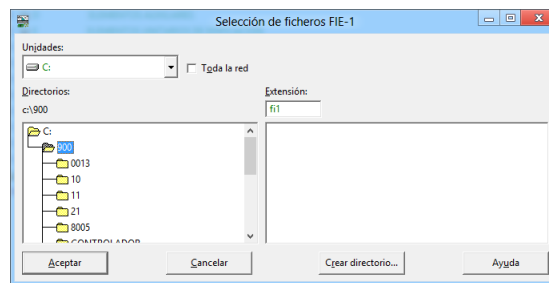 Selección de ficheros FIE-1
Unidades:
C:
Toda la red
Directorios:
Extensión:
c:\900
fi1
C:
900
0013
10
11
21
8005
CONTROLADOR
Aceptar
Cancelar
Crear directorio...
Ayuda